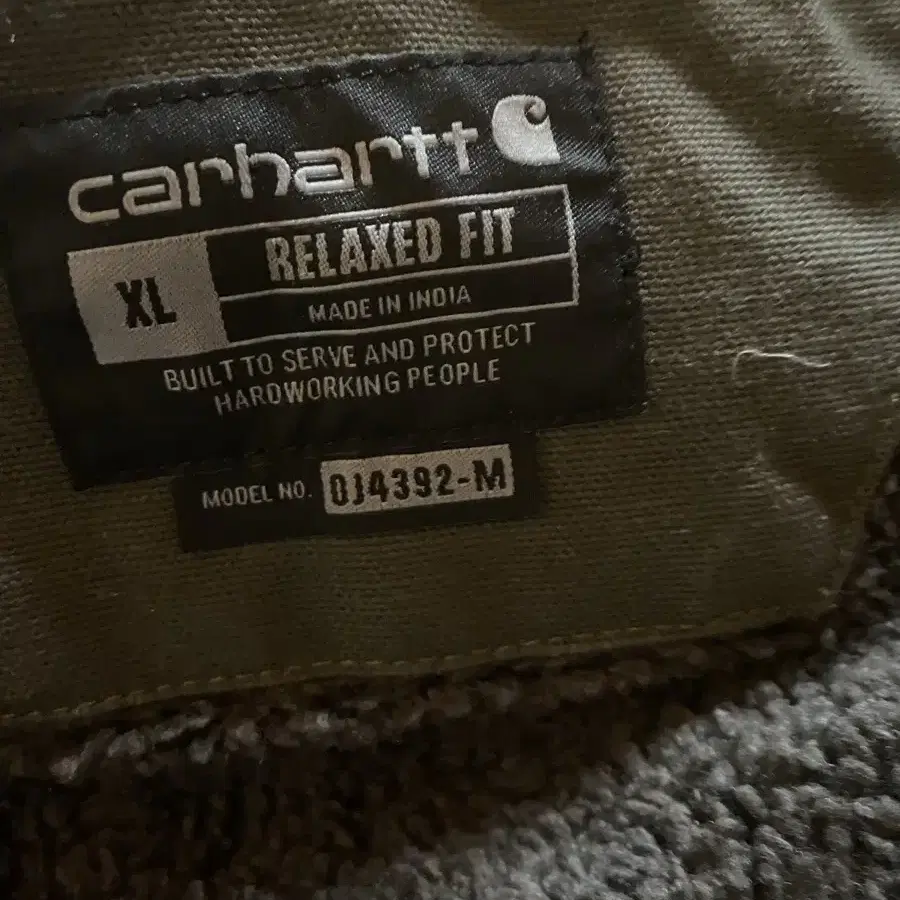 carhartt
XL
RELAXED FIT
MADE IN INDIA
BUILT TO SERVE AND PROTECT
HARDWORKING PEOPLE
MODEL NO. OJ4392-M